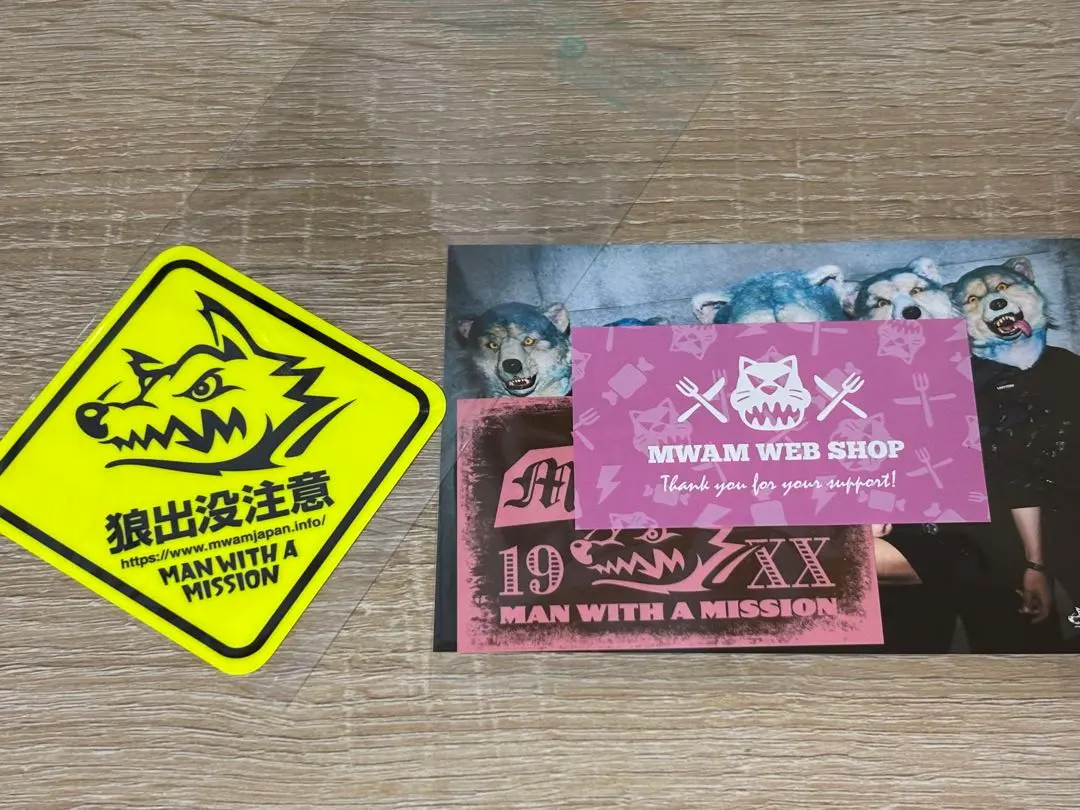 狼出没注意
https://www.mwamjapan.info/
MAN WITH A
MISSION
MWAM WEB SHOP
Thank you for your support!
M
19 XX
MAN WITH A MISSION